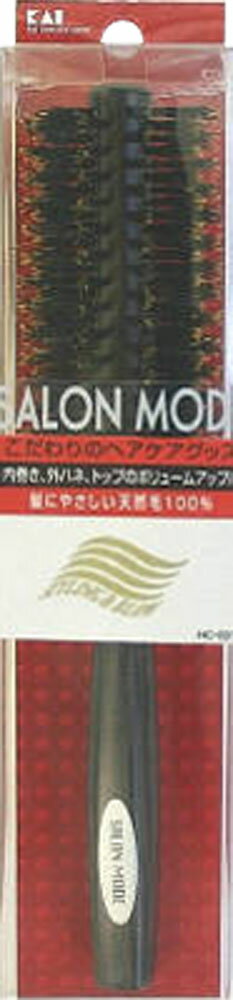 KAI
SALON MODE
こだわりのヘアケアグッズ
内巻き、外ハネ、トップのボリュームアップに
髪にやさしい天然毛100%
SALON MODE